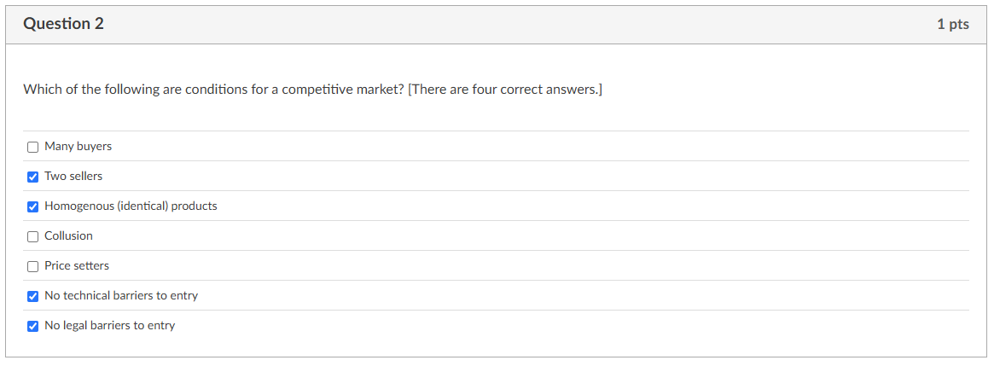 Question 2
1 pts
Which of the following are conditions for a competitive market? [There are four correct answers.]
Many buyers
Two sellers
Homogenous (identical) products
Collusion
Price setters
No technical barriers to entry
No legal barriers to entry